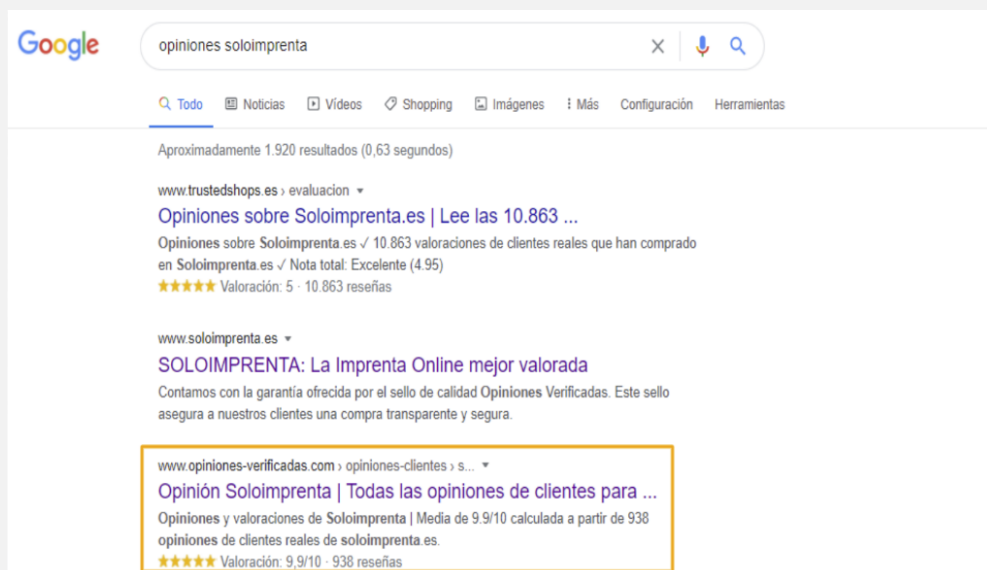 Google
opiniones soloimprenta
Todo Noticias Vídeos Shopping Imágenes Más Configuración Herramientas
Aproximadamente 1.920 resultados (0,63 segundos)
www.trustedshops.es › evaluacion
Opiniones sobre Soloimprenta.es | Lee las 10.863 ...
Opiniones sobre Soloimprenta.es ✓ 10.863 valoraciones de clientes reales que han comprado
en Soloimprenta.es ✓ Nota total: Excelente (4.95)
★★★★★ Valoración: 5 · 10.863 reseñas
www.soloimprenta.es
SOLOIMPRENTA: La Imprenta Online mejor valorada
Contamos con la garantía ofrecida por el sello de calidad Opiniones Verificadas. Este sello
asegura a nuestros clientes una compra transparente y segura.
www.opiniones-verificadas.com › opiniones-clientes › s...
Opinión Soloimprenta | Todas las opiniones de clientes para ...
Opiniones y valoraciones de Soloimprenta | Media de 9.9/10 calculada a partir de 938
opiniones de clientes reales de soloimprenta.es.
★★★★★ Valoración: 9,9/10 · 938 reseñas